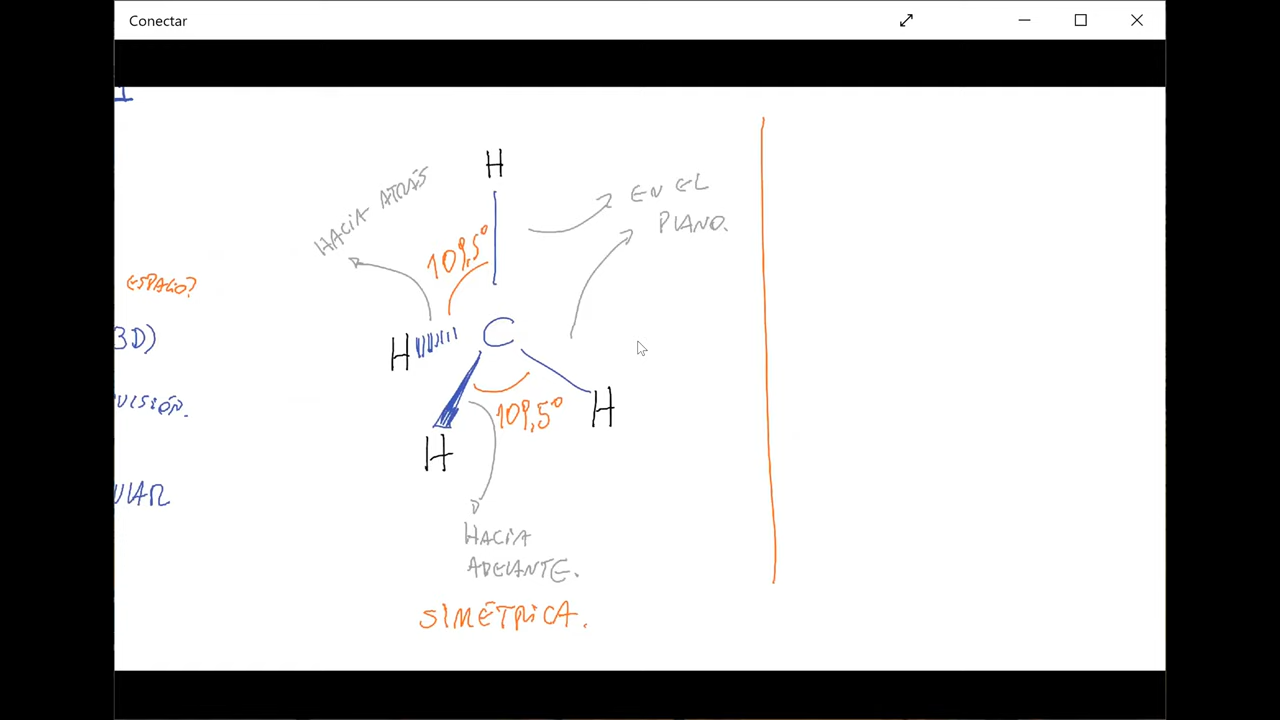 Conectar
H
HACIA ATRÁS
EN EL
PLANO.
109,5°
ESPACIO?
3D)
C
H
H
109,5°
H
HACIA
ADELANTE.
SIMÉTRICA.